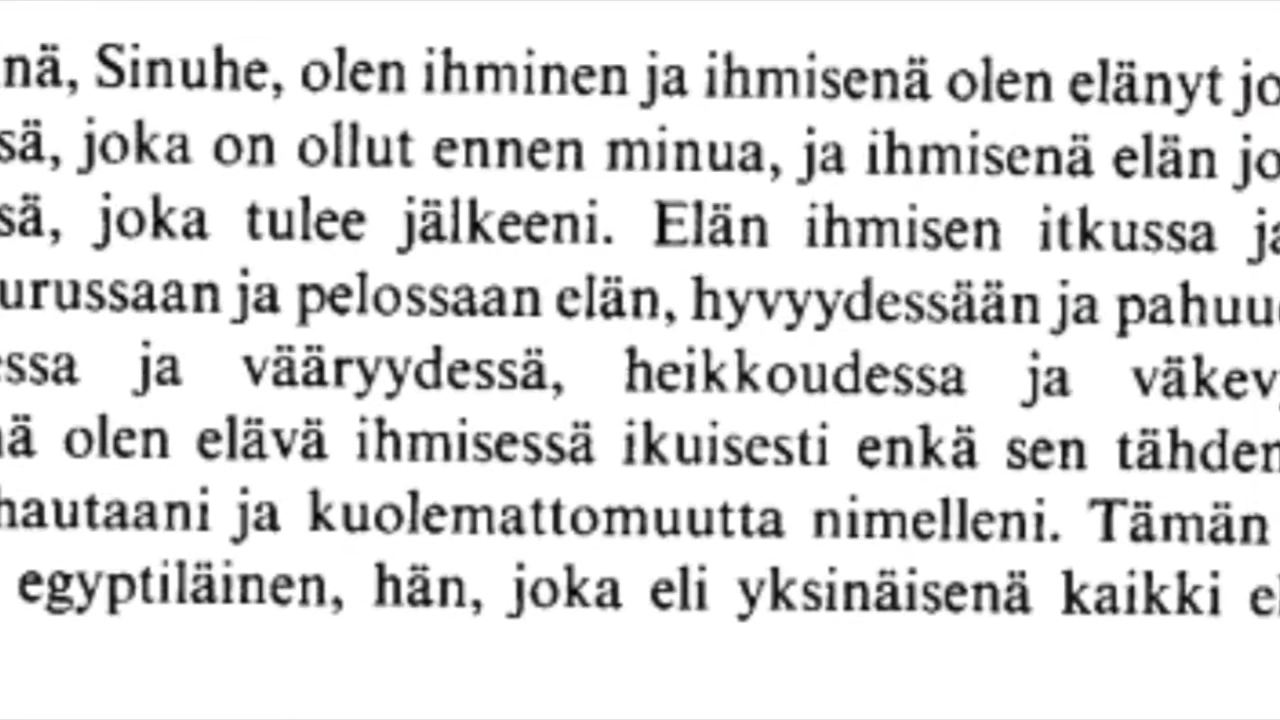 nä, Sinuhe, olen ihminen ja ihmisenä olen elänyt jo
sä, joka on ollut ennen minua, ja ihmisenä elän jo
sä, joka tulee jälkeeni. Elän ihmisen itkussa ja
urussaan ja pelossaan elän, hyvyydessään ja pahuu
essa ja vääryydessä, heikkoudessa ja väkev
nä olen elävä ihmisessä ikuisesti enkä sen tähden
hautaani ja kuolemattomuutta nimelleni. Tämän
egyptiläinen, hän, joka eli yksinäisenä kaikki el